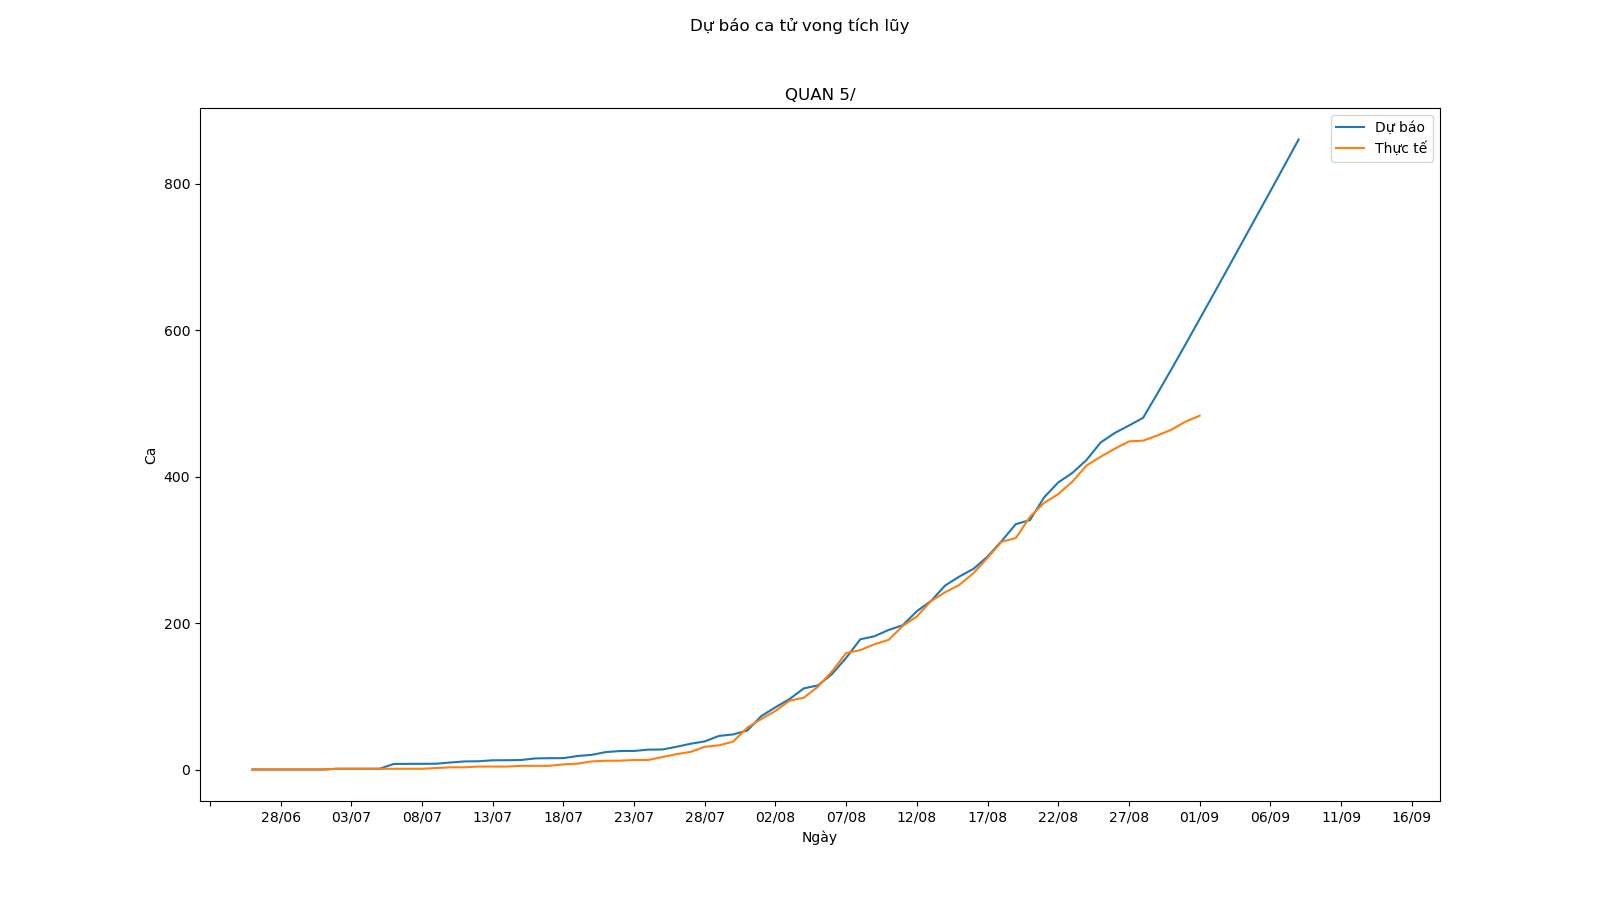 Dự báo ca tử vong tích lũy
QUAN 5/
Dự báo
Thực tế
800
600
400
200
0
Ca
28/06 03/07 08/07 13/07 18/07 23/07 28/07 02/08 07/08 12/08 17/08 22/08 27/08 01/09 06/09 11/09 16/09
Ngày